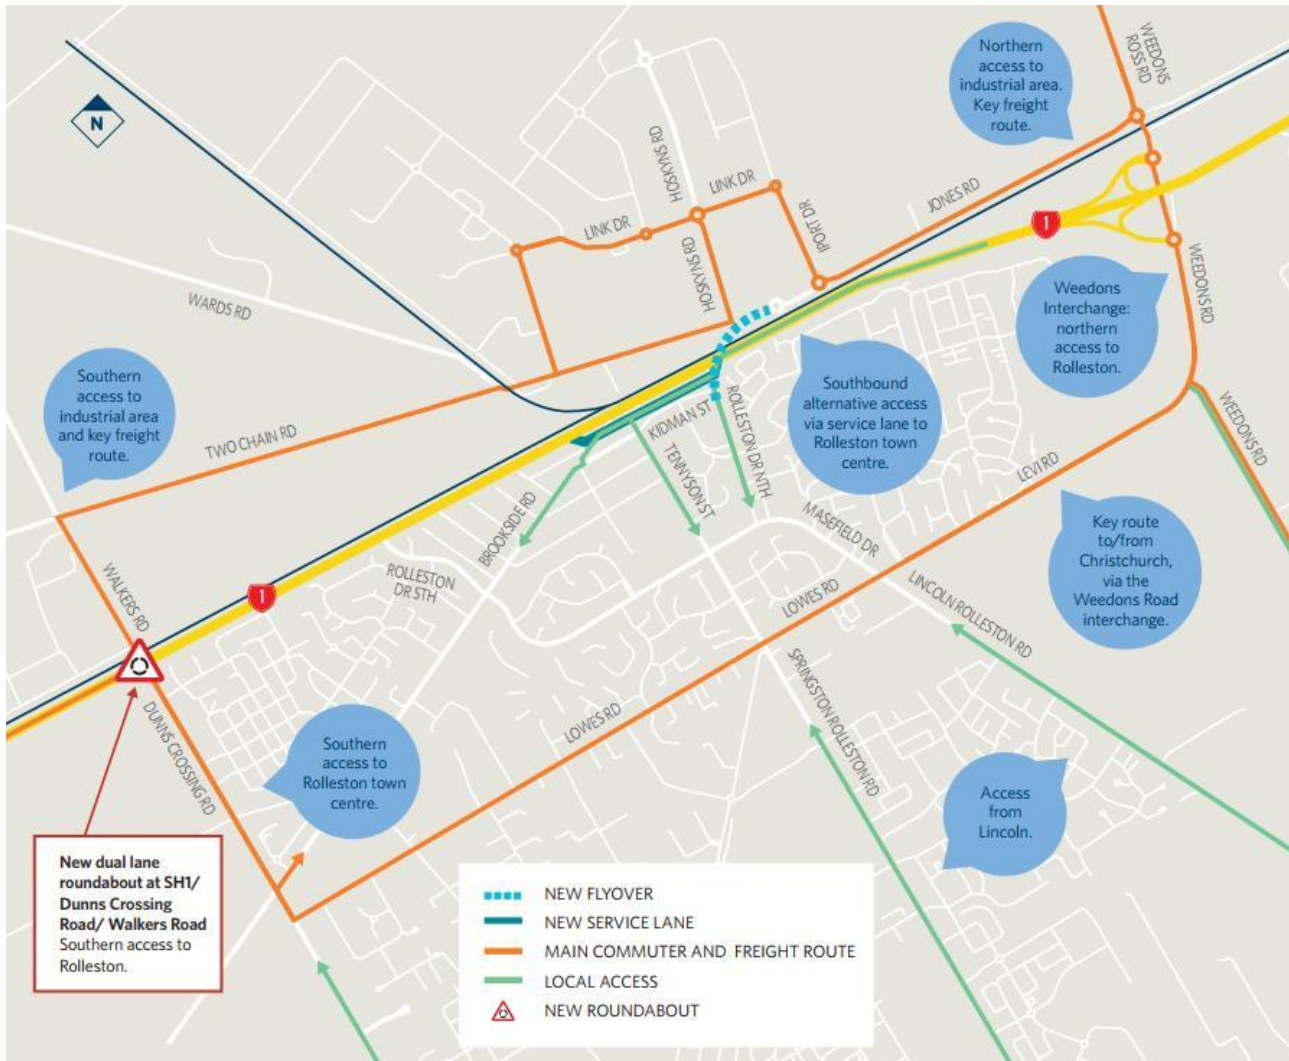 N
Northern
access to
industrial area.
Key freight
route.
WEEDONS
ROSS RD
HOSKYNS RD
LINK DR
LINK DR
HOSKYNS RD
IPORT DR
JONES RD
1
WEEDONS RD
Weedons
Interchange:
northern
access to
Rolleston.
WARDS RD
Southern
access to
industrial area
and key freight
route.
TWO CHAIN RD
KIDMAN ST
ROLLESTON DR NTH
TENNYSON ST
Southbound
alternative access
via service lane to
Rolleston town
centre.
WEEDONS RD
LEVI RD
BROOKSIDE RD
MASEFIELD DR
Key route
to/from
Christchurch,
via the
Weedons Road
interchange.
ROLLESTON
DR STH
WALKERS RD
1
LOWES RD
LINCOLN ROLLESTON RD
SPRINGSTON ROLLESTON RD
DUNNS CROSSING RD
LOWES RD
Southern
access to
Rolleston town
centre.
Access
from
Lincoln.
New dual lane
roundabout at SH1/
Dunns Crossing
Road/ Walkers Road
Southern access to
Rolleston.
NEW FLYOVER
NEW SERVICE LANE
MAIN COMMUTER AND FREIGHT ROUTE
LOCAL ACCESS
NEW ROUNDABOUT